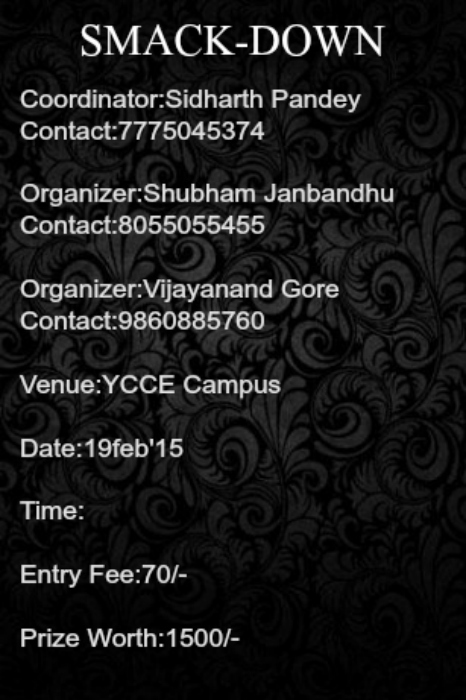 SMACK-DOWN
Coordinator:Sidharth Pandey
Contact:7775045374
Organizer:Shubham Janbandhu
Contact:8055055455
Organizer:Vijayanand Gore
Contact:9860885760
Venue:YCCE Campus
Date:19feb'15
Time:
Entry Fee:70/-
Prize Worth:1500/-